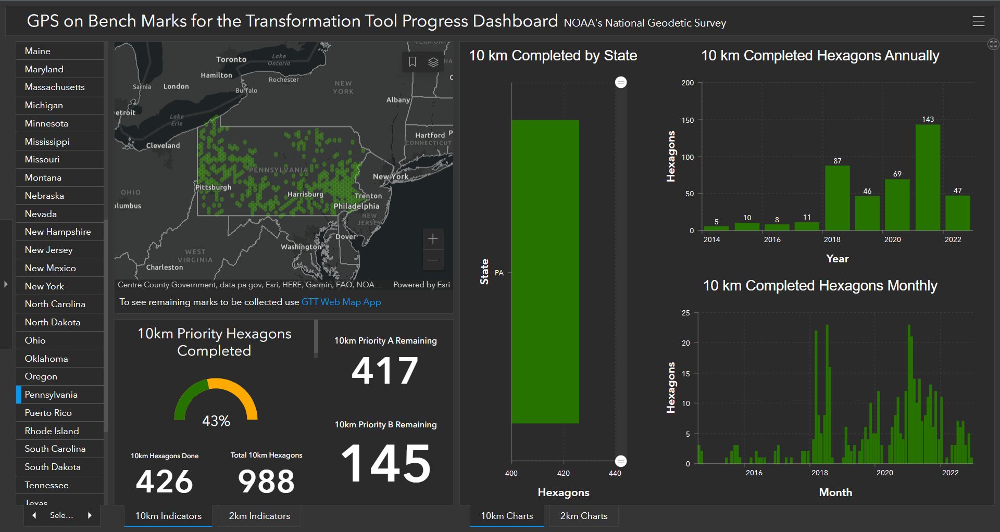 GPS on Bench Marks for the Transformation Tool Progress Dashboard NOAA's National Geodetic Survey
Maine
Maryland
Massachusetts
Michigan
Minnesota
Mississippi
Missouri
Montana
Nebraska
Nevada
New Hampshire
New Jersey
New Mexico
New York
North Carolina
North Dakota
Ohio
Oklahoma
Oregon
Pennsylvania
Puerto Rico
Rhode Island
South Carolina
South Dakota
Tennessee
Texas
Sele...
VERMONT
Toronto
Lake
Ontario
HA
Hamilton
Rochester
Sarnia
London
Buffalo
NEW
YORK
Albany
etroit
Lake
Erie
Cleveland
Hartford P
CONNECTICUT
PENNSYLVANIA
New York
Pittsburgh
OHIO
Harrisburg
Trenton
olumbus
Philadelphia
NEW
JERSEY
Dover
Washington
WEST
VIRGINIA
Charleston
Centre County Government, data.pa.gov, Esri, HERE, Garmin, FAO, NOA...
Powered by Esri
To see remaining marks to be collected use GTT Web Map App
10km Priority Hexagons
Completed
43%
10km Hexagons Done
426
Total 10km Hexagons
988
10km Priority A Remaining
417
10km Priority B Remaining
145
10km Indicators
2km Indicators
10 km Completed by State
State
PA
400
420
440
Hexagons
10km Charts
2km Charts
10 km Completed Hexagons Annually
Hexagons
200
150
100
50
0
5
10
8
11
87
46
69
143
47
2014
2016
2018
2020
2022
Year
10 km Completed Hexagons Monthly
Hexagons
25
20
15
10
5
0
2016
2018
2020
2022
Month